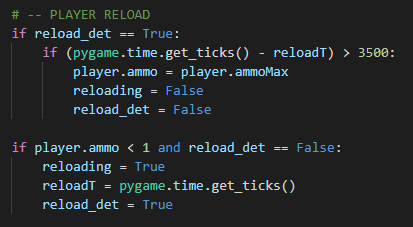 # -- PLAYER RELOAD
if reload_det == True:
    if (pygame.time.get_ticks() - reloadT) > 3500:
        player.ammo = player.ammoMax
        reloading = False
        reload_det = False

if player.ammo < 1 and reload_det == False:
    reloading = True
    reloadT = pygame.time.get_ticks()
    reload_det = True